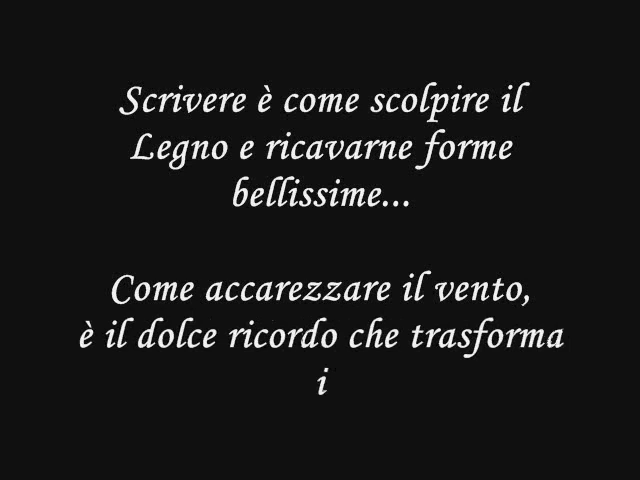 Scrivere è come scolpire il
Legno e ricavarne forme
bellissime...
Come accarezzare il vento,
è il dolce ricordo che trasforma
i